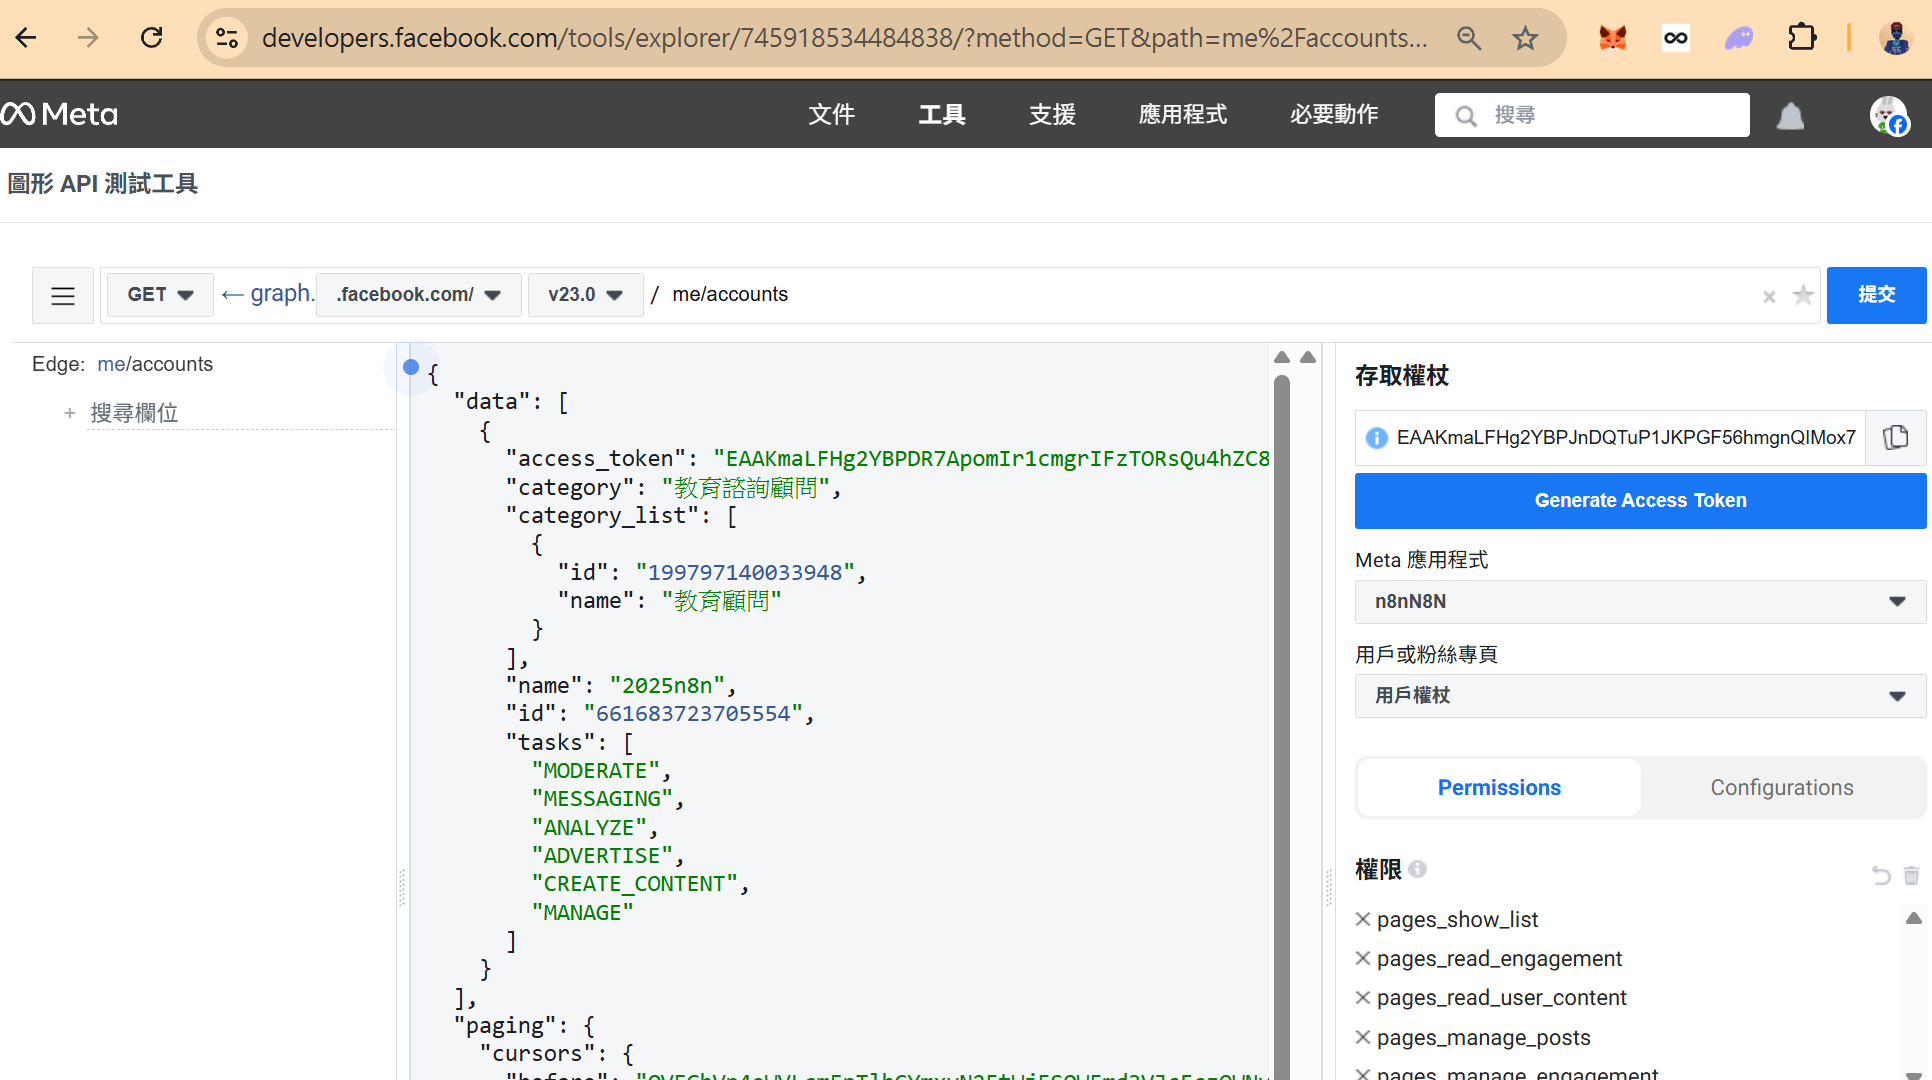 developers.facebook.com/tools/explorer/745918534484838/?method=GET&path=me%2Faccounts...
Meta
文件 工具 支援 應用程式 必要動作 搜尋
圖形 API 測試工具
GET ← graph. .facebook.com/ v23.0 / me/accounts 提交
Edge: me/accounts
+ 搜尋欄位
{
"data": [
{
"access_token": "EAAKmaLFHg2YBPDR7ApomIr1cmgrIFzTORsQu4hZC8
"category": "教育諮詢顧問",
"category_list": [
{
"id": "199797140033948",
"name": "教育顧問"
}
],
"name": "2025n8n",
"id": "661683723705554",
"tasks": [
"MODERATE",
"MESSAGING",
"ANALYZE",
"ADVERTISE",
"CREATE_CONTENT",
"MANAGE"
]
}
],
"paging": {
"cursors": {
存取權杖
EAAKmaLFHg2YBPJnDQTuP1JKPGF56hmgnQIMox7
Generate Access Token
Meta 應用程式
n8nN8N
用戶或粉絲專頁
用戶權杖
Permissions Configurations
權限
pages_show_list
pages_read_engagement
pages_read_user_content
pages_manage_posts
pages_manage_engagement